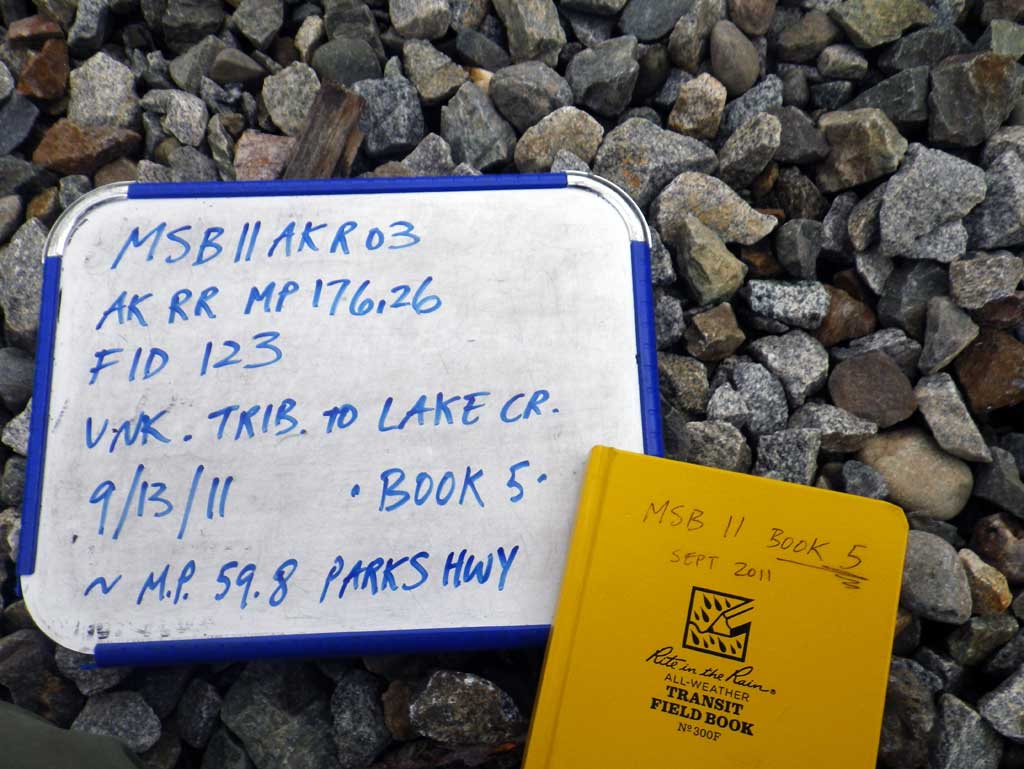 MSB11AKR03
AK RR MP 176.26
FID 123
UNK. TRIB. TO LAKE CR.
9/13/11 · BOOK 5 ·
~ M.P. 59.8 PARKS HWY
MSB 11 BOOK 5
SEPT 2011
Rite in the Rain®
ALL-WEATHER
TRANSIT
FIELD BOOK
Nº 300F